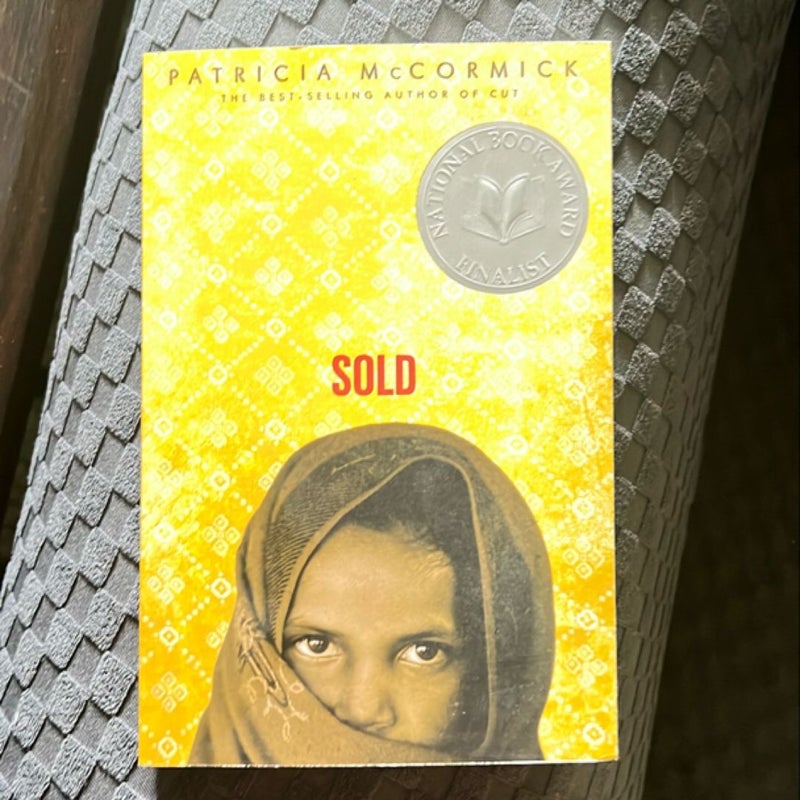 PATRICIA McCORMICK
THE BEST-SELLING AUTHOR OF CUT
NATIONAL BOOK AWARD
FINALIST
SOLD